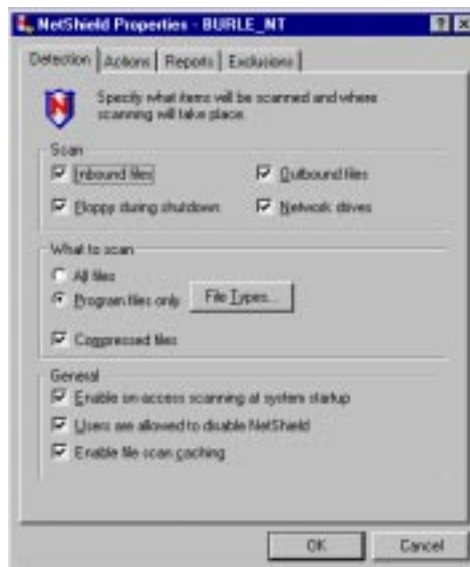 NetShield Properties - BURLE_NT
Detection Actions Reports Exclusions
Specify what items will be scanned and where
scanning will take place.
Scan
Inbound files
Outbound files
Floppy during shutdown
Network drives
What to scan
All files
Program files only
File Types...
Compressed files
General
Enable on-access scanning at system startup
Users are allowed to disable NetShield
Enable file scan caching
OK Cancel